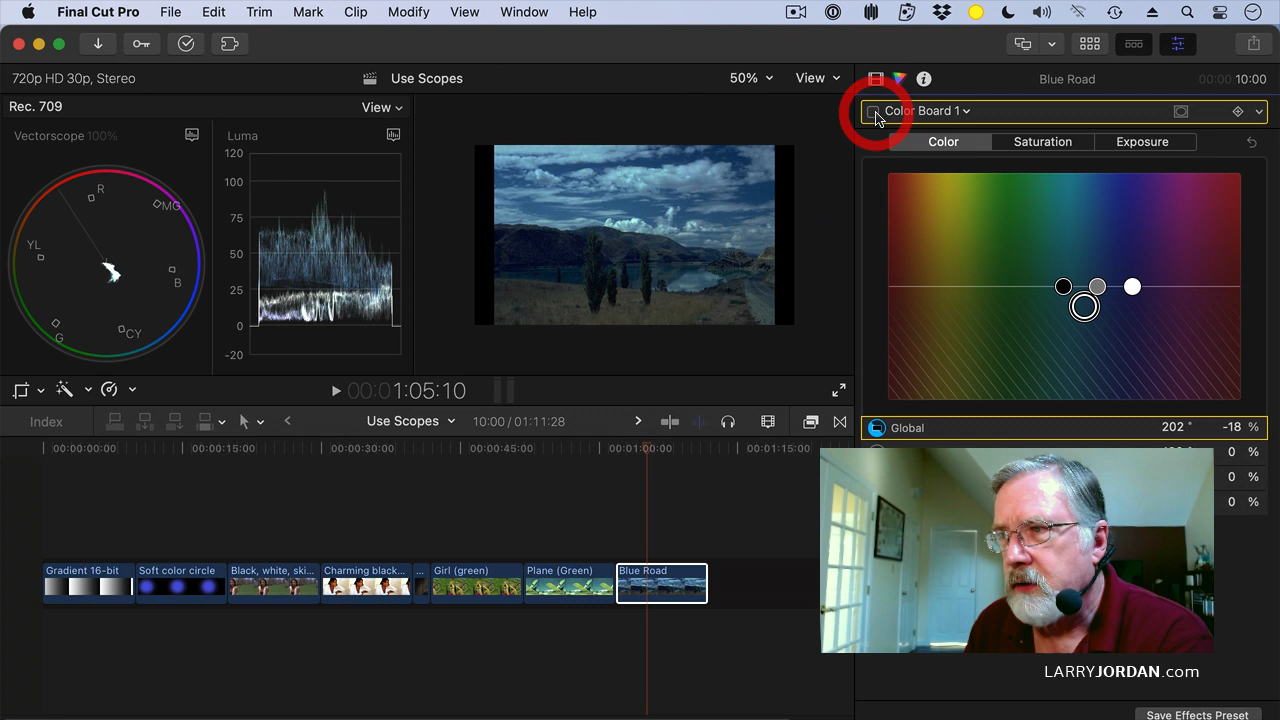 Final Cut Pro File Edit Trim Mark Clip Modify View Window Help
720p HD 30p, Stereo Use Scopes 50% View Blue Road 00:00 10:00
Rec. 709 View Color Board 1
Vectorscope 100% Luma Color Saturation Exposure
120
100
75
50
25
0
-20
R
MG
YL
B
G
CY
Global 202 ° -18 %
0 %
0 %
0 %
00:01:05:10
Index Use Scopes 10:00 / 01:11:28
00:00:00:00 00:00:15:00 00:00:30:00 00:00:45:00 00:01:00:00 00:01:15:00
Gradient 16-bit Soft color circle Black, white, ski... Charming black... ... Girl (green) Plane (Green) Blue Road
LARRYJORDAN.com
Save Effects Preset